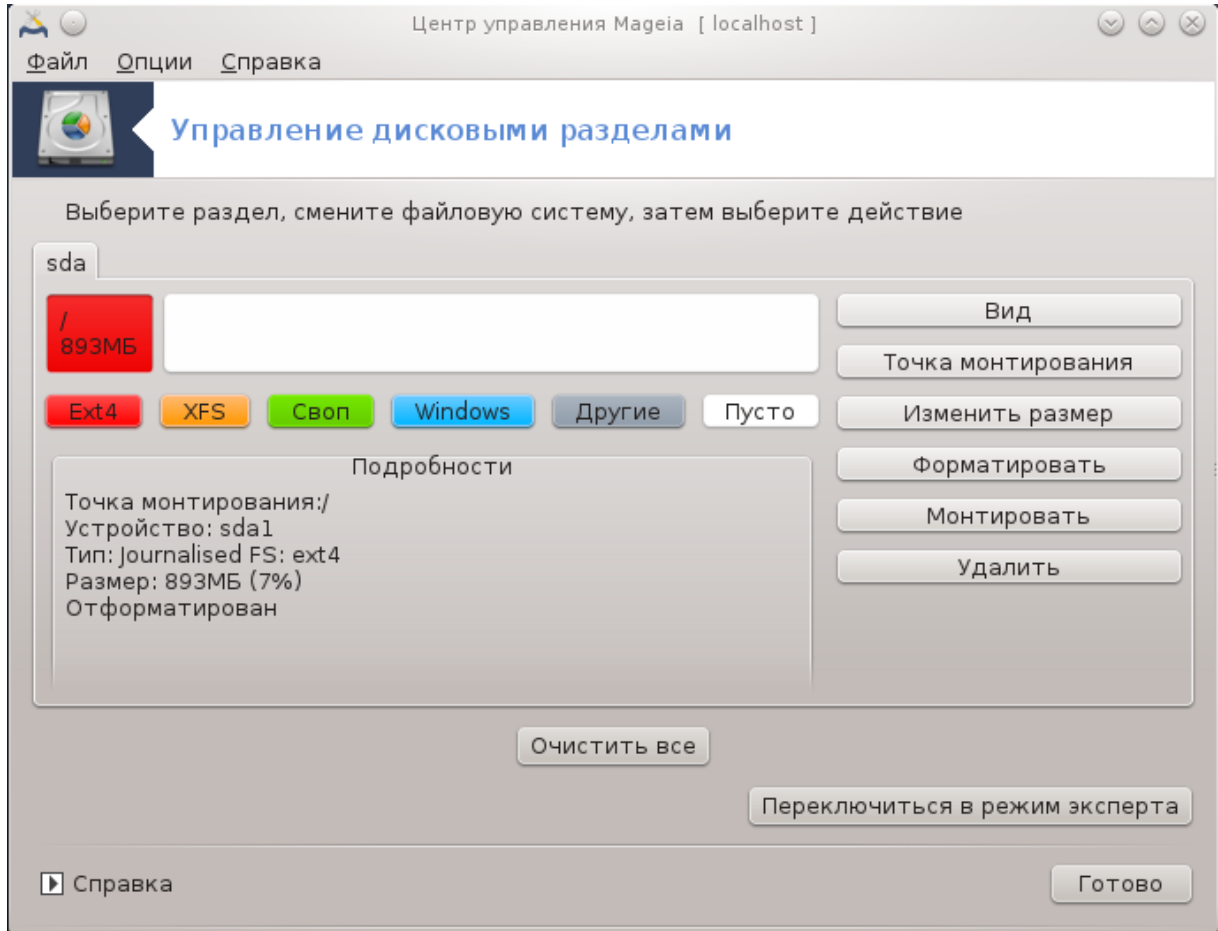 Центр управления Mageia [ localhost ]
Файл Опции Справка
Управление дисковыми разделами
Выберите раздел, смените файловую систему, затем выберите действие
sda
/
893МБ
Ext4 XFS Своп Windows Другие Пусто
Подробности
Точка монтирования:/
Устройство: sda1
Тип: Journalised FS: ext4
Размер: 893МБ (7%)
Отформатирован
Вид
Точка монтирования
Изменить размер
Форматировать
Монтировать
Удалить
Очистить все
Переключиться в режим эксперта
Справка
Готово